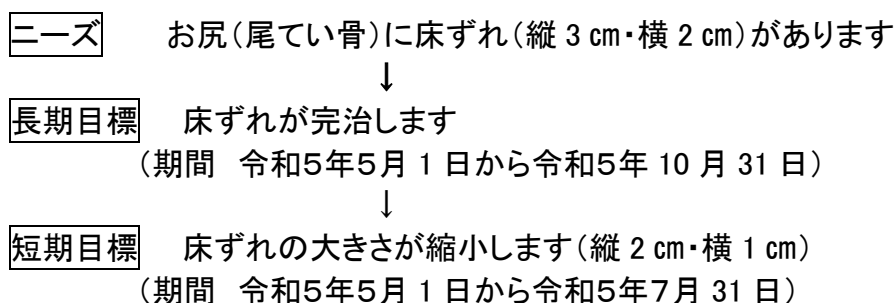 ニーズ　　お尻（尾てい骨）に床ずれ（縦 3 ㎝・横 2 ㎝）があります
↓
長期目標　床ずれが完治します
（期間　令和５年５月 1 日から令和５年 10 月 31 日）
↓
短期目標　床ずれの大きさが縮小します（縦 2 ㎝・横 1 ㎝）
（期間　令和５年５月 1 日から令和５年７月 31 日）